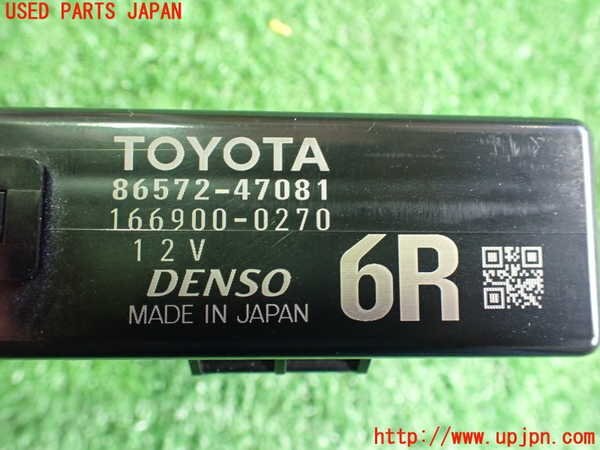 USED PARTS JAPAN
TOYOTA
86572-47081
166900-0270
12V
DENSO
MADE IN JAPAN
6R
http://www.upjpn.com/